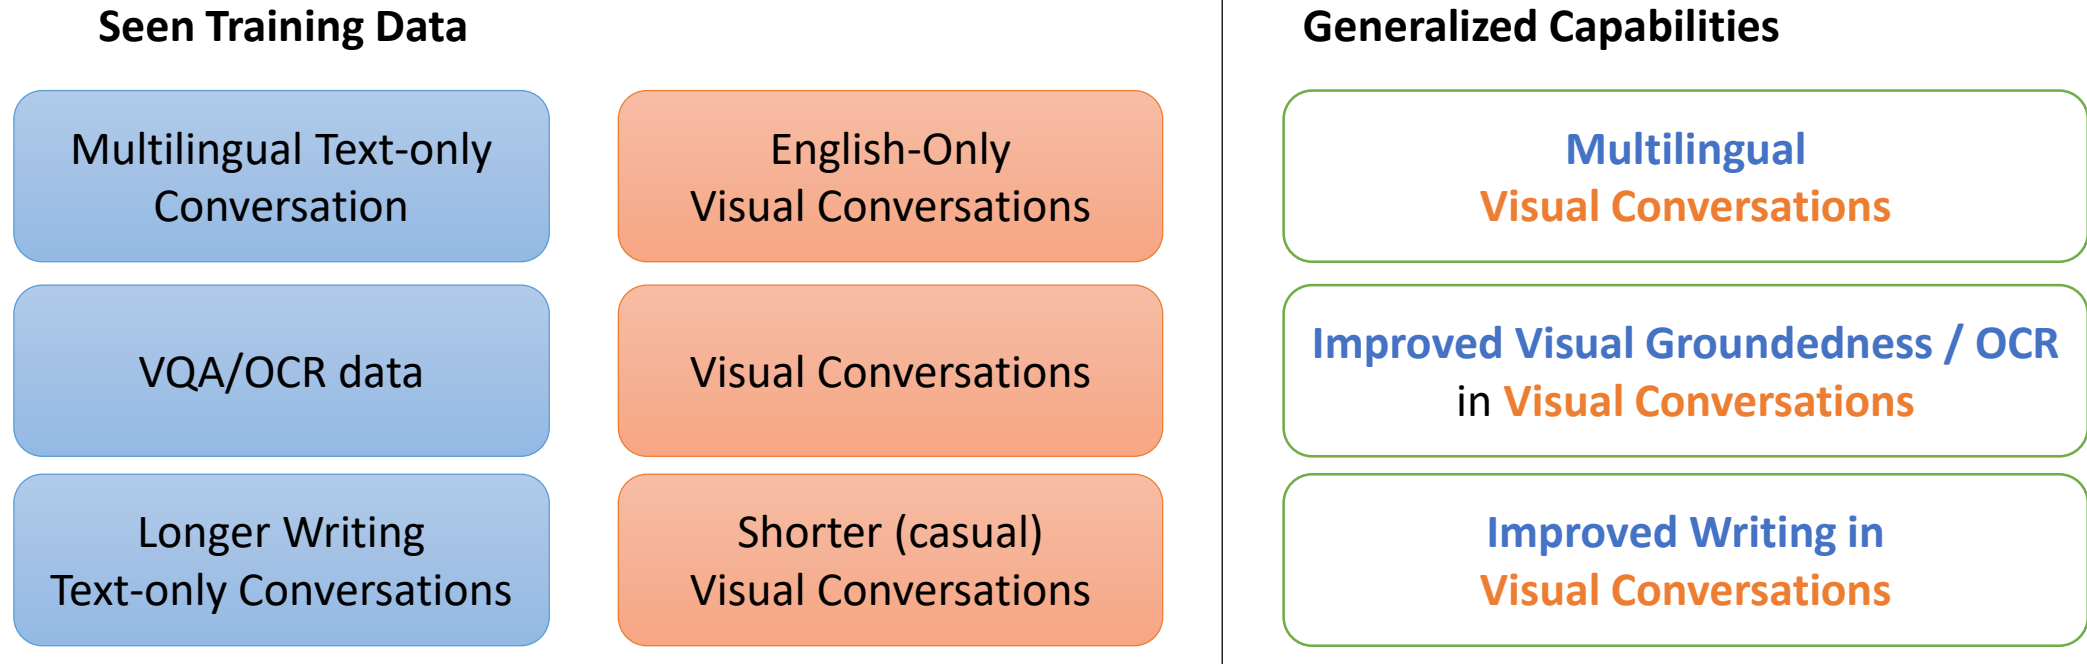 Seen Training Data
Generalized Capabilities
Multilingual Text-only
Conversation
English-Only
Visual Conversations
Multilingual
Visual Conversations
VQA/OCR data
Visual Conversations
Improved Visual Groundedness / OCR
in Visual Conversations
Longer Writing
Text-only Conversations
Shorter (casual)
Visual Conversations
Improved Writing in
Visual Conversations